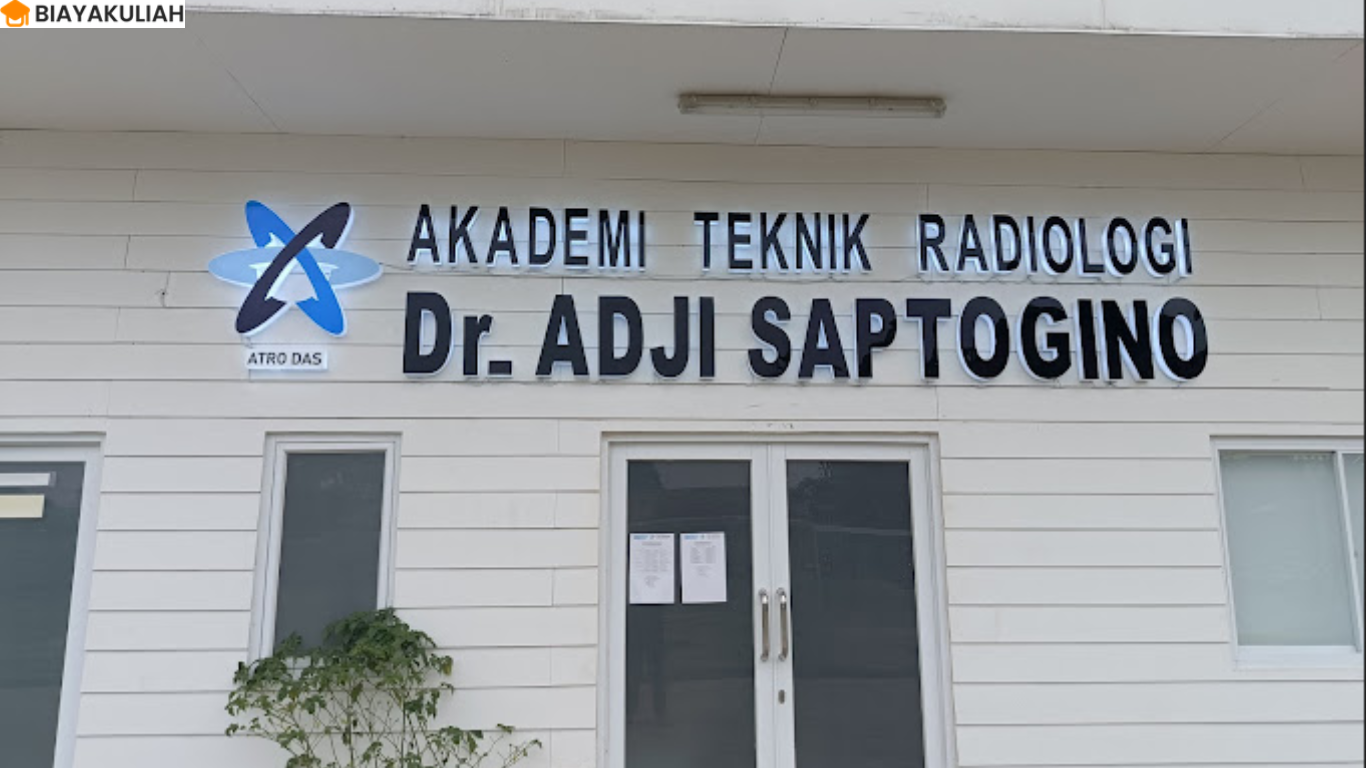 BIAYAKULIAH
AKADEMI TEKNIK RADIOLOGI
Dr. ADJI SAPTOGINO
ATRO DAS